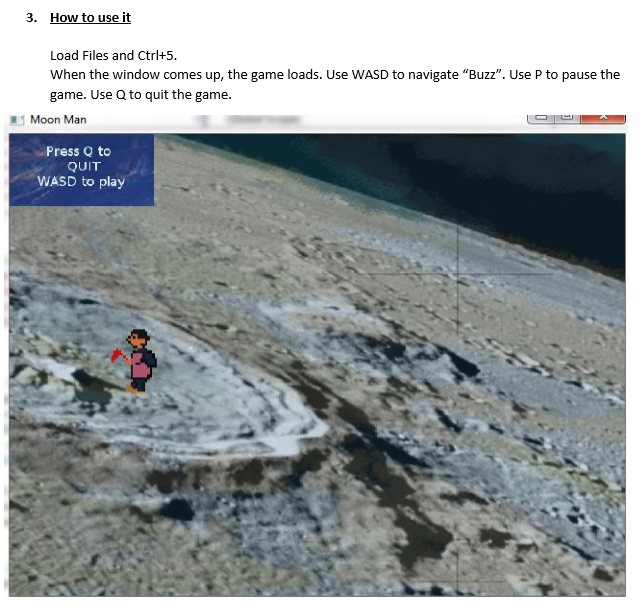 3. How to use it
Load Files and Ctrl+5.
When the window comes up, the game loads. Use WASD to navigate “Buzz”. Use P to pause the
game. Use Q to quit the game.
Moon Man
Press Q to
QUIT
WASD to play